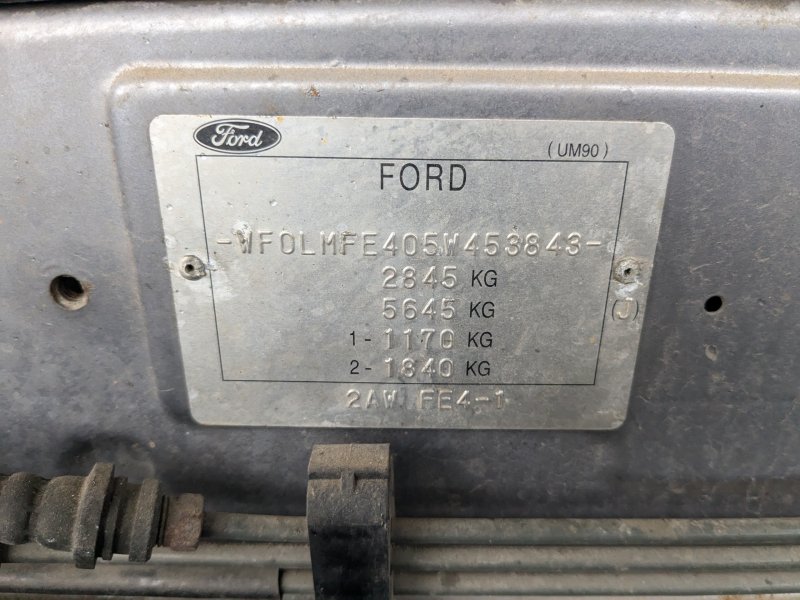 Ford
(UM90)
FORD
-WF0LMFE405W453843-
2845 KG
5645 KG
(J)
1-1170 KG
2-1840 KG
2AW FE4-1